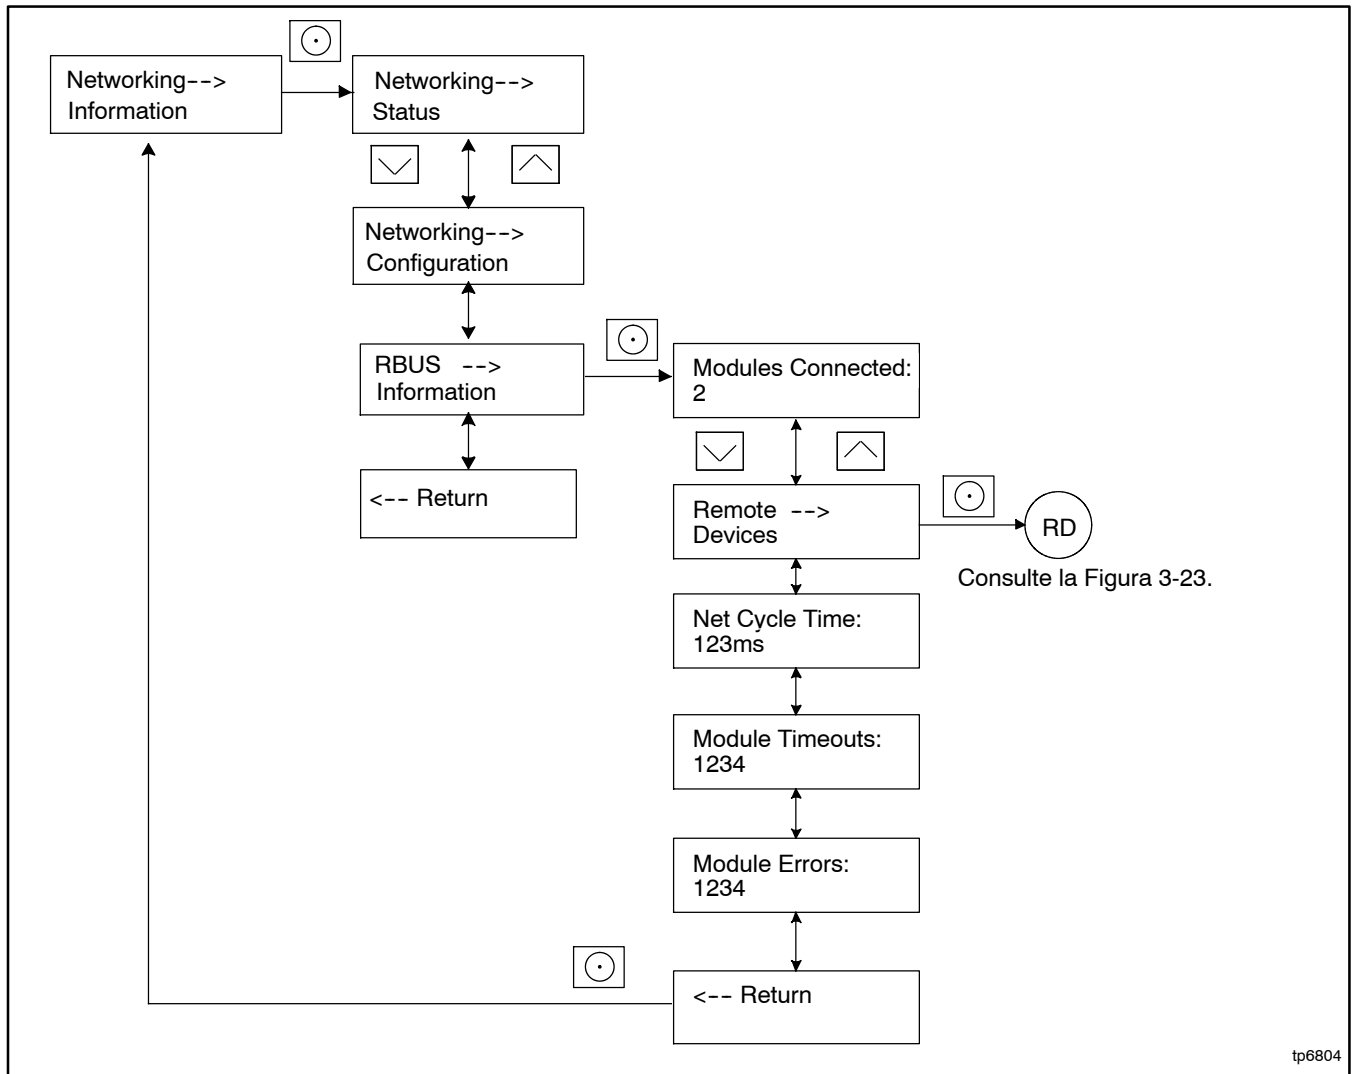 Networking-->
Information
Networking-->
Status
Networking-->
Configuration
RBUS -->
Information
<-- Return
Modules Connected:
2
Remote -->
Devices
RD
Consulte la Figura 3-23.
Net Cycle Time:
123ms
Module Timeouts:
1234
Module Errors:
1234
<-- Return
tp6804